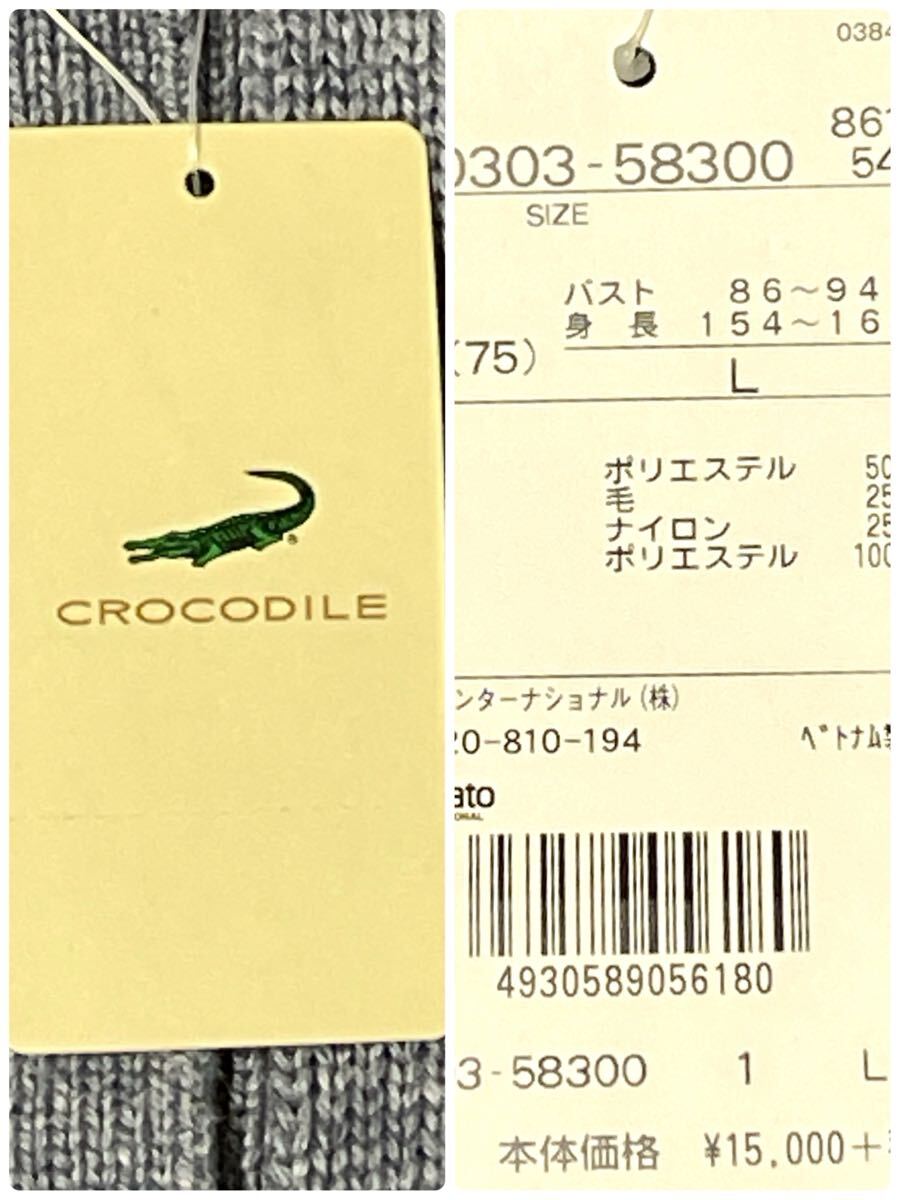 ®
CROCODILE
0384
861
0303-58300 54
SIZE
バスト 86~94
身長 154~16
(75)
L
ポリエステル 50
毛 25
ナイロン 25
ポリエステル 100
ンターナショナル(株)
20-810-194 ベトナム製
ato
ONAL
4930589056180
3-58300 1 L
本体価格 ¥15,000+